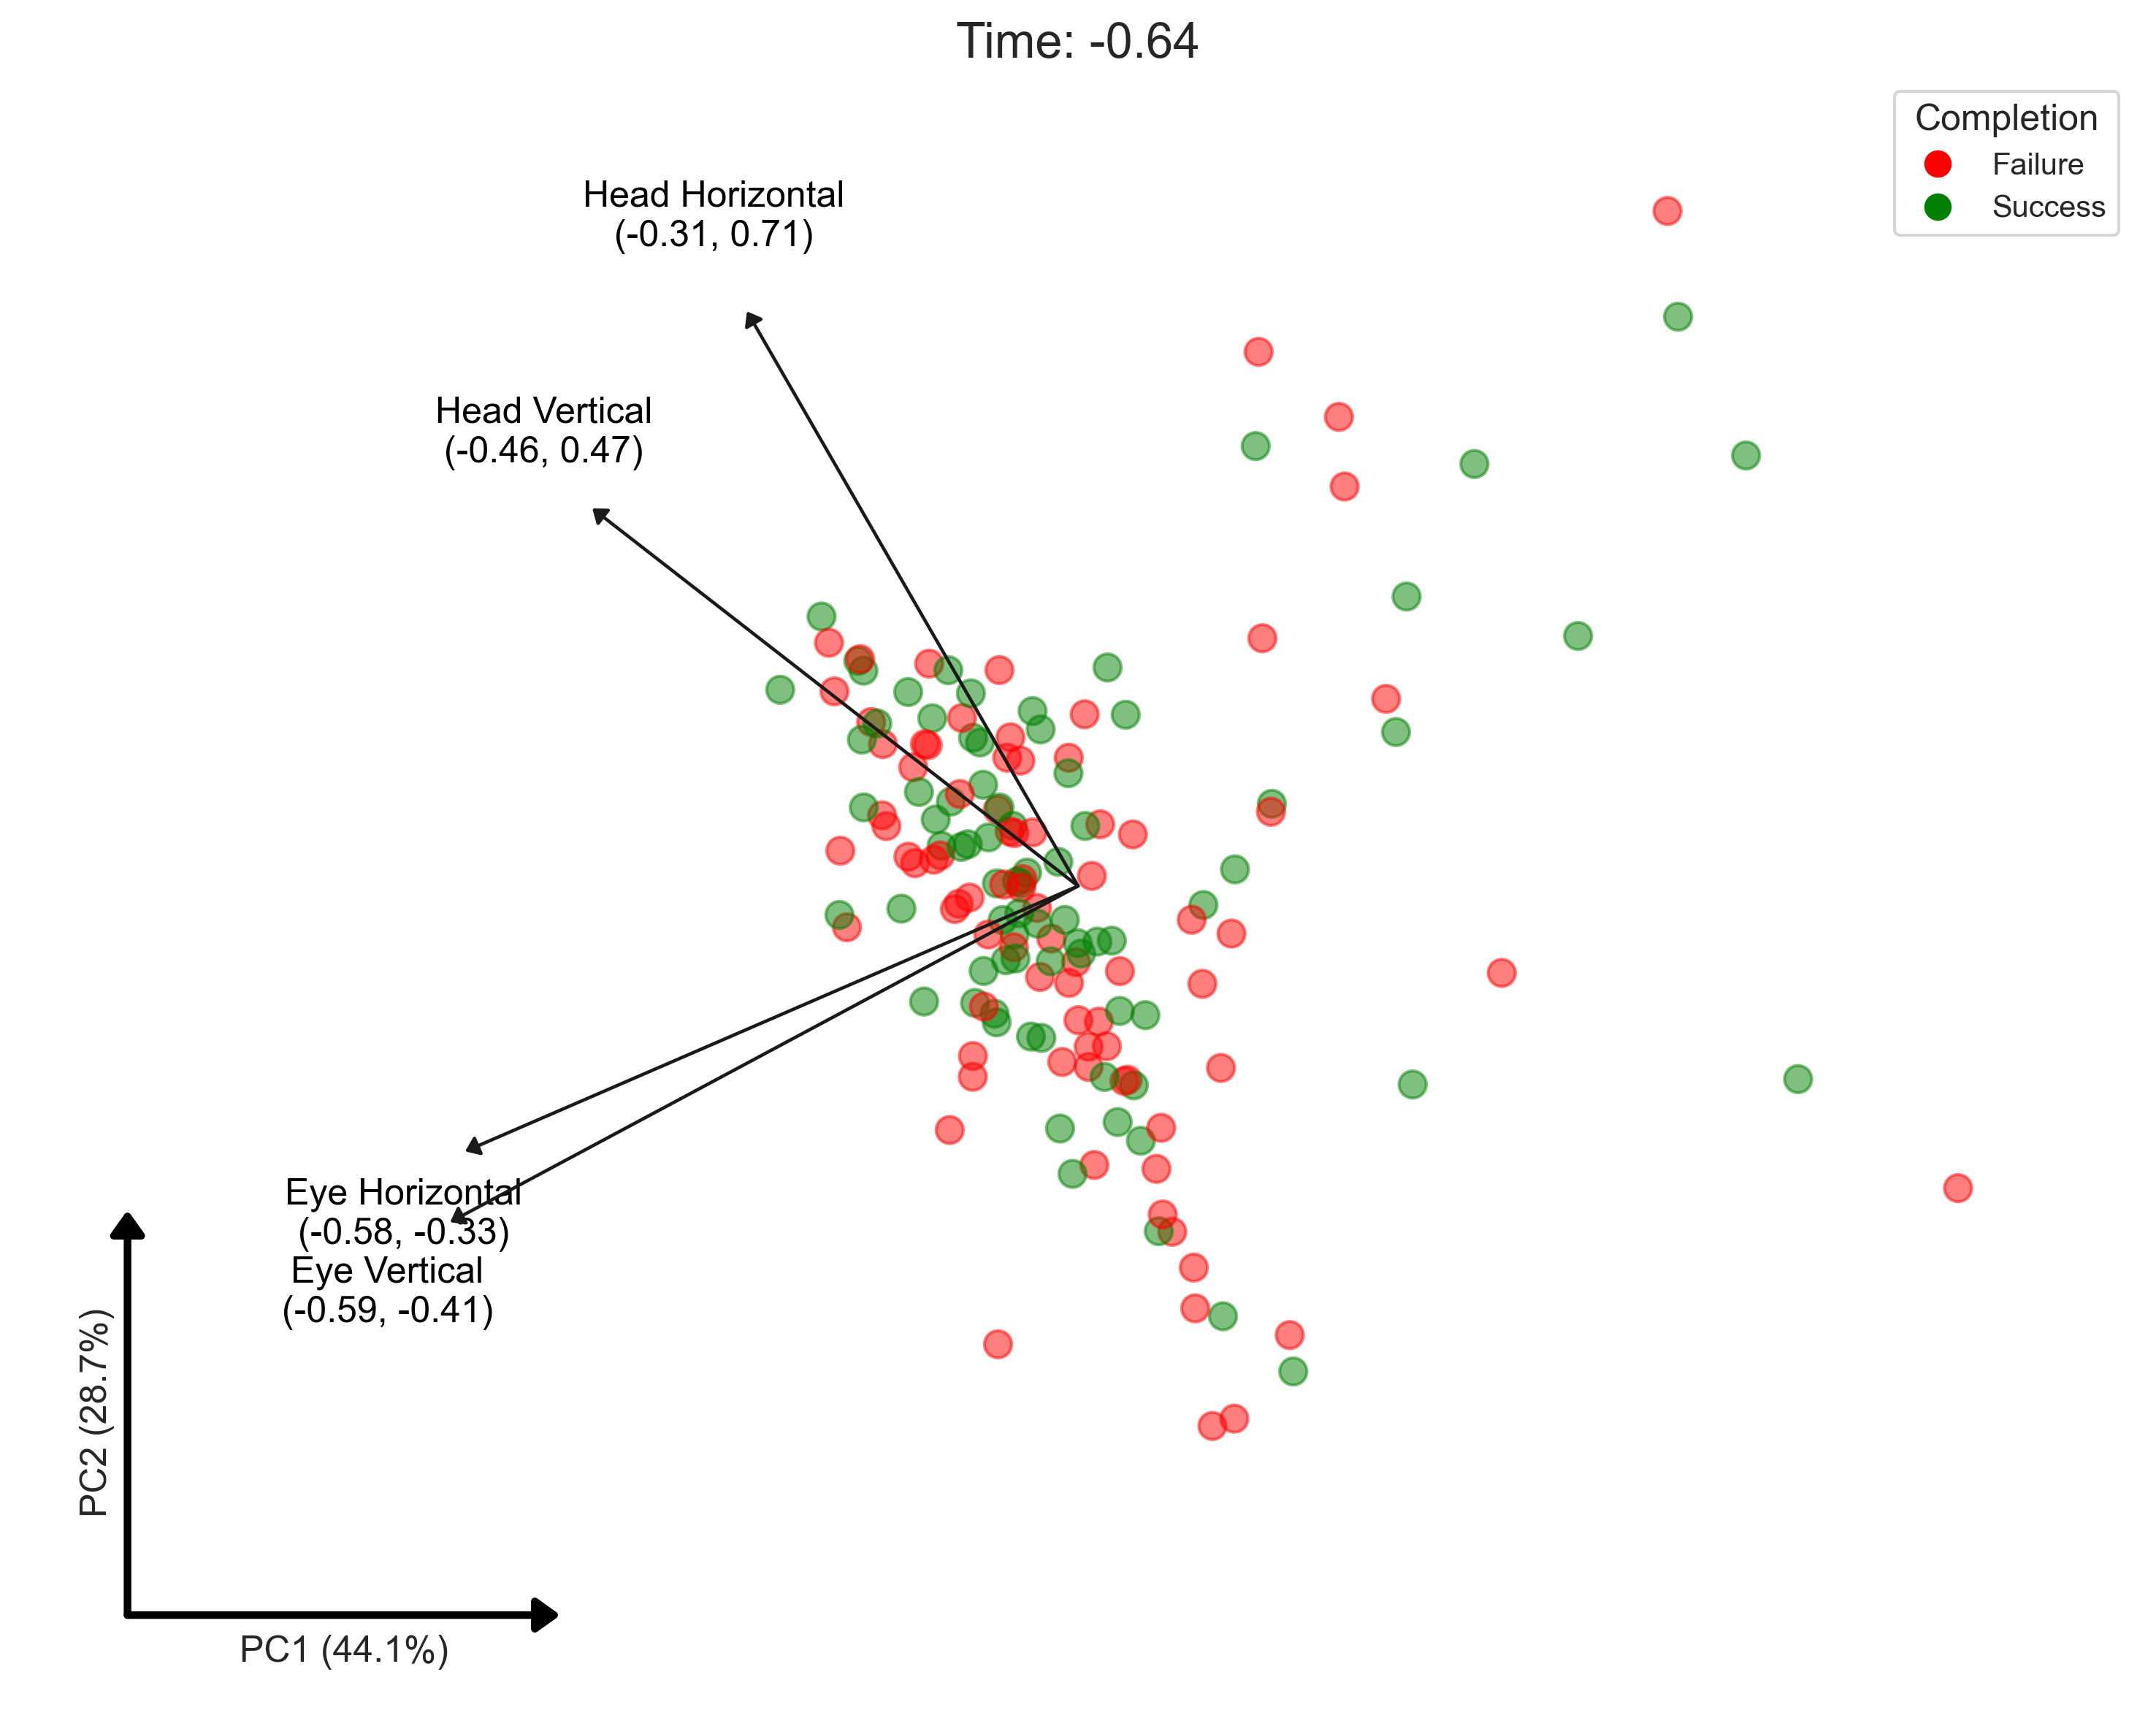 Time: -0.64
Completion
Failure
Success
Head Horizontal
(-0.31, 0.71)
Head Vertical
(-0.46, 0.47)
Eye Horizontal
(-0.58, -0.33)
Eye Vertical
(-0.59, -0.41)
PC2 (28.7%)
PC1 (44.1%)